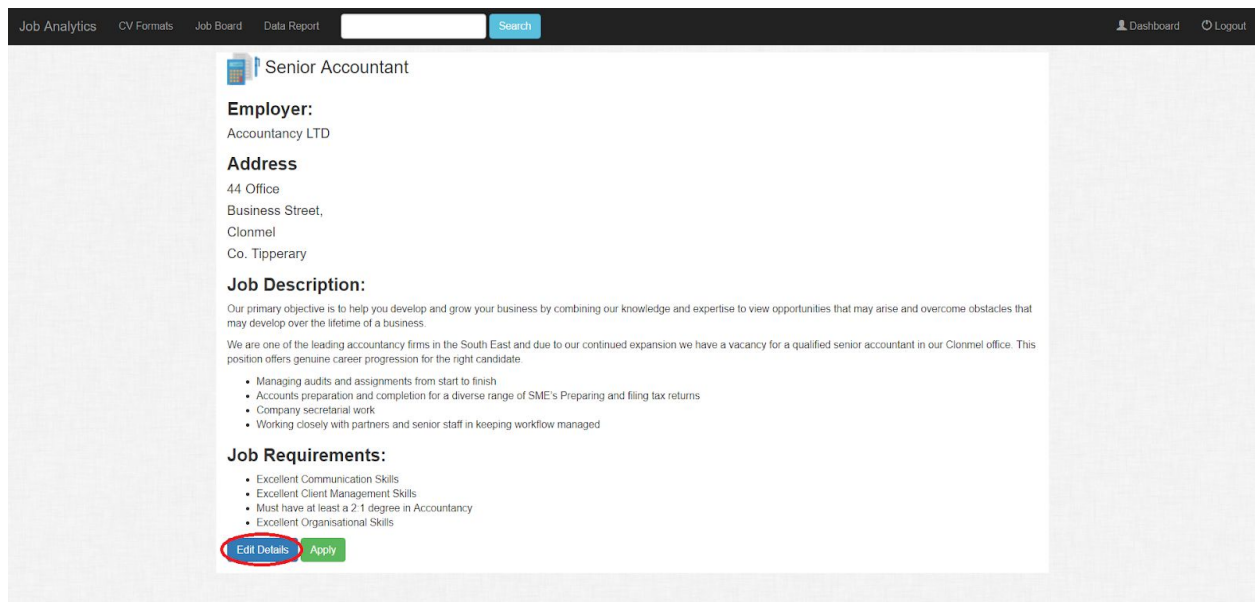 Job Analytics CV Formats Job Board Data Report Search Dashboard Logout
Senior Accountant
Employer:
Accountancy LTD
Address
44 Office
Business Street,
Clonmel
Co. Tipperary
Job Description:
Our primary objective is to help you develop and grow your business by combining our knowledge and expertise to view opportunities that may arise and overcome obstacles that
may develop over the lifetime of a business.
We are one of the leading accountancy firms in the South East and due to our continued expansion we have a vacancy for a qualified senior accountant in our Clonmel office. This
position offers genuine career progression for the right candidate.
• Managing audits and assignments from start to finish
• Accounts preparation and completion for a diverse range of SME's Preparing and filing tax returns
• Company secretarial work
• Working closely with partners and senior staff in keeping workflow managed
Job Requirements:
• Excellent Communication Skills
• Excellent Client Management Skills
• Must have at least a 2.1 degree in Accountancy
• Excellent Organisational Skills
Edit Details Apply